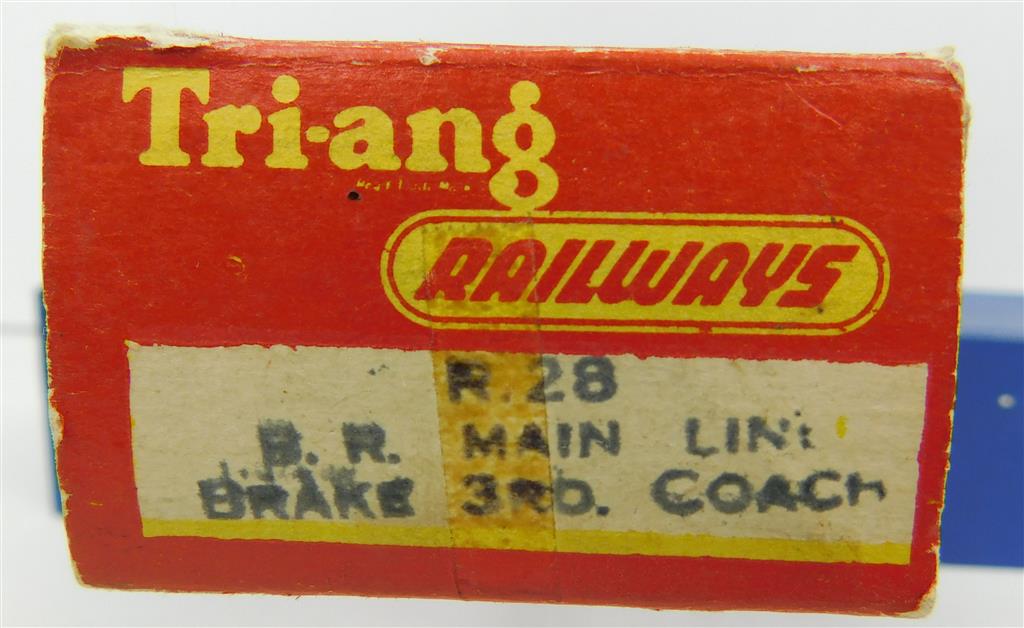 Tri-ang
RAILWAYS
R.28
B. R. MAIN LINE
BRAKE 3RD. COACH